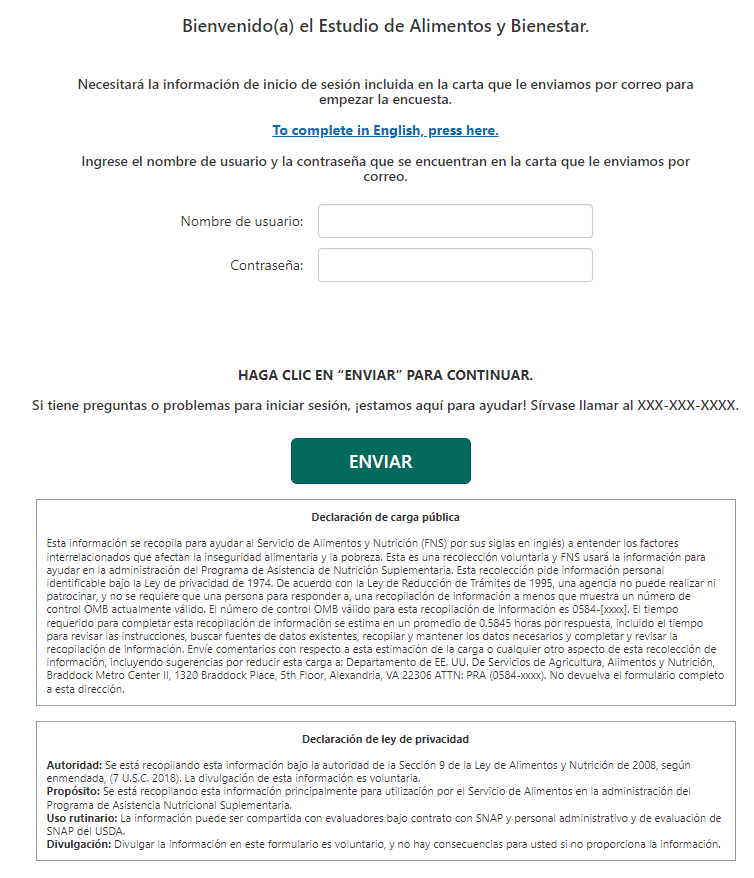 Bienvenido(a) el Estudio de Alimentos y Bienestar.
Necesitará la información de inicio de sesión incluida en la carta que le enviamos por correo para
empezar la encuesta.
To complete in English, press here.
Ingrese el nombre de usuario y la contraseña que se encuentran en la carta que le enviamos por
correo.
Nombre de usuario:
Contraseña:
HAGA CLIC EN “ENVIAR” PARA CONTINUAR.
Si tiene preguntas o problemas para iniciar sesión, ¡estamos aquí para ayudar! Sírvase llamar al XXX-XXX-XXXX.
ENVIAR
Declaración de carga pública
Esta información se recopila para ayudar al Servicio de Alimentos y Nutrición (FNS) por sus siglas en inglés) a entender los factores
interrelacionados que afectan la inseguridad alimentaria y la pobreza. Esta es una recolección voluntaria y FNS usará la información para
ayudar en la administración del Programa de Asistencia de Nutrición Suplementaria. Esta recolección pide información personal
identificable bajo la Ley de privacidad de 1974. De acuerdo con la Ley de Reducción de Trámites de 1995, una agencia no puede realizar ni
patrocinar, y no se requiere que una persona para responder a, una recopilación de información a menos que muestra un número de
control OMB actualmente válido. El número de control OMB válido para esta recopilación de información es 0584-[xxxx]. El tiempo
requerido para completar esta recopilación de información se estima en un promedio de 0.5845 horas por respuesta, incluido el tiempo
para revisar las instrucciones, buscar fuentes de datos existentes, recopilar y mantener los datos necesarios y completar y revisar la
recopilación de información. Envíe comentarios con respecto a esta estimación de la carga o cualquier otro aspecto de esta recolección de
información, incluyendo sugerencias por reducir esta carga a: Departamento de EE. UU. De Servicios de Agricultura, Alimentos y Nutrición,
Braddock Metro Center II, 1320 Braddock Place, 5th Floor, Alexandria, VA 22306 ATTN: PRA (0584-xxxx). No devuelva el formulario completo
a esta dirección.
Declaración de ley de privacidad
Autoridad: Se está recopilando esta información bajo la autoridad de la Sección 9 de la Ley de Alimentos y Nutrición de 2008, según
enmendada, (7 U.S.C. 2018). La divulgación de esta información es voluntaria.
Propósito: Se está recopilando esta información principalmente para utilización por el Servicio de Alimentos en la administración del
Programa de Asistencia Nutricional Suplementaria.
Uso rutinario: La información puede ser compartida con evaluadores bajo contrato con SNAP y personal administrativo y de evaluación de
SNAP del USDA.
Divulgación: Divulgar la información en este formulario es voluntario, y no hay consecuencias para usted si no proporciona la información.